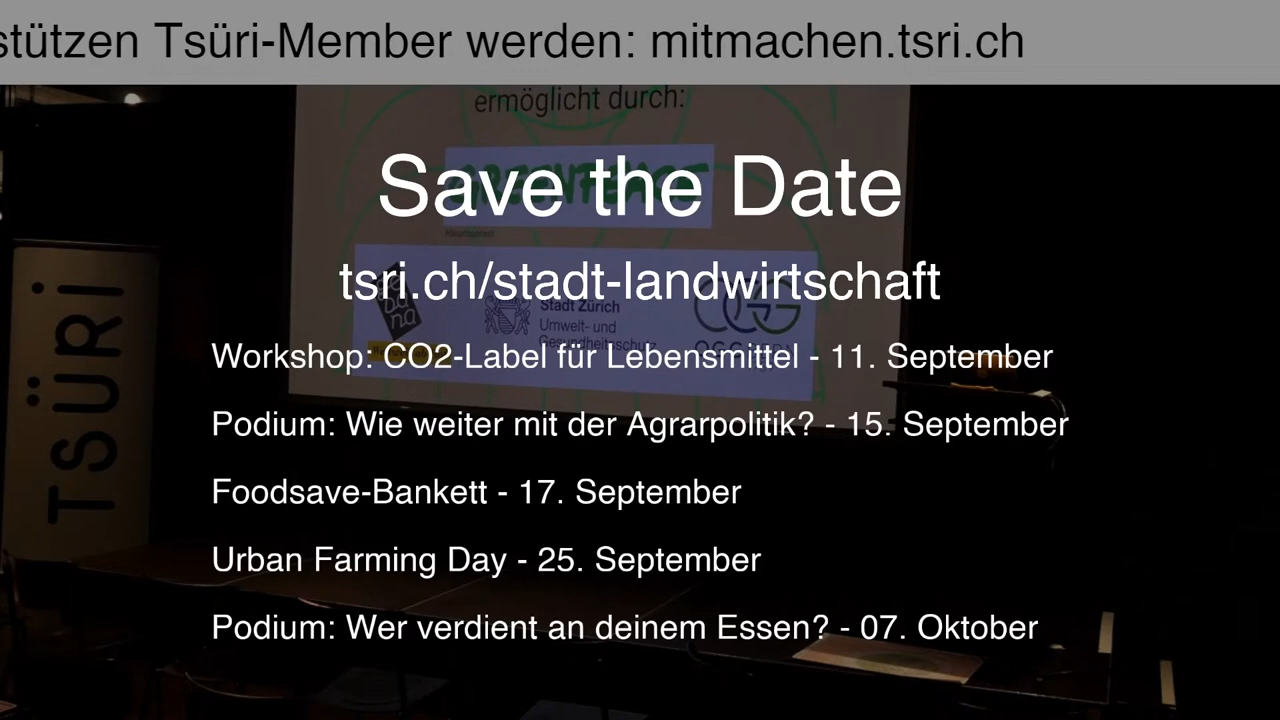 stützen Tsüri-Member werden: mitmachen.tsri.ch
ermöglicht durch:
GREENPEACE
Save the Date
tsri.ch/stadt-landwirtschaft
Stadt Zürich
Umwelt- und
Gesundheitsschutz
Workshop: CO2-Label für Lebensmittel - 11. September
Podium: Wie weiter mit der Agrarpolitik? - 15. September
Foodsave-Bankett - 17. September
Urban Farming Day - 25. September
Podium: Wer verdient an deinem Essen? - 07. Oktober
TSÜRi